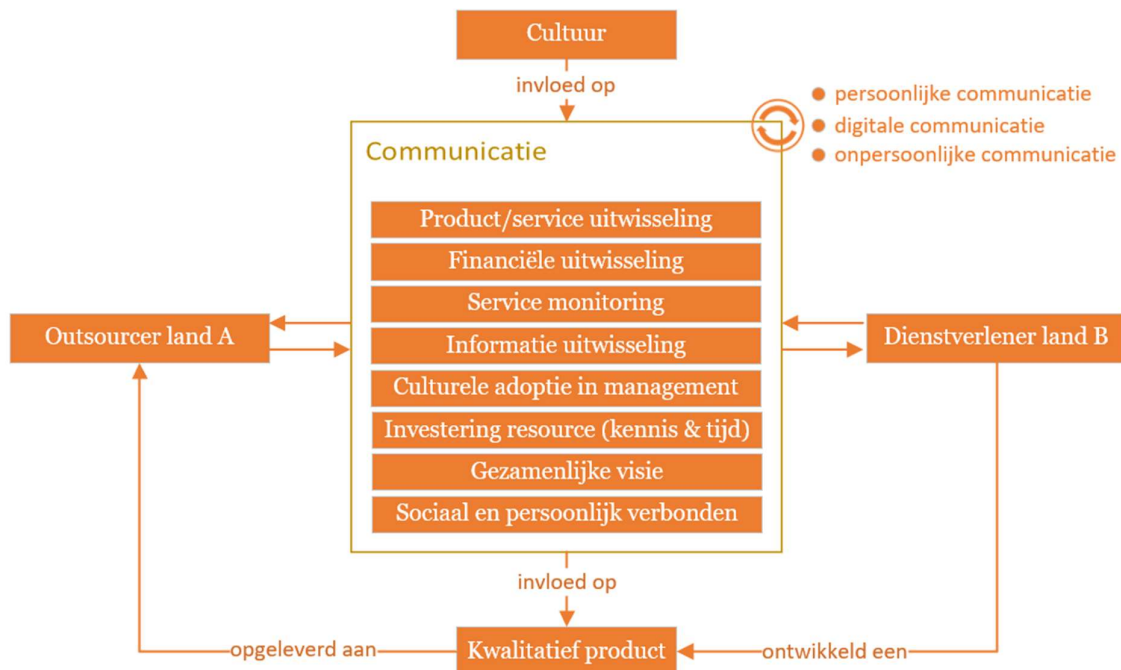 Cultuur
invloed op
persoonlijke communicatie
digitale communicatie
onpersoonlijke communicatie
Communicatie
Product/service uitwisseling
Financiële uitwisseling
Service monitoring
Outsourcer land A
Informatie uitwisseling
Dienstverlener land B
Culturele adoptie in management
Investering resource (kennis & tijd)
Gezamenlijke visie
Sociaal en persoonlijk verbonden
invloed op
opgeleverd aan
Kwalitatief product
ontwikkeld een